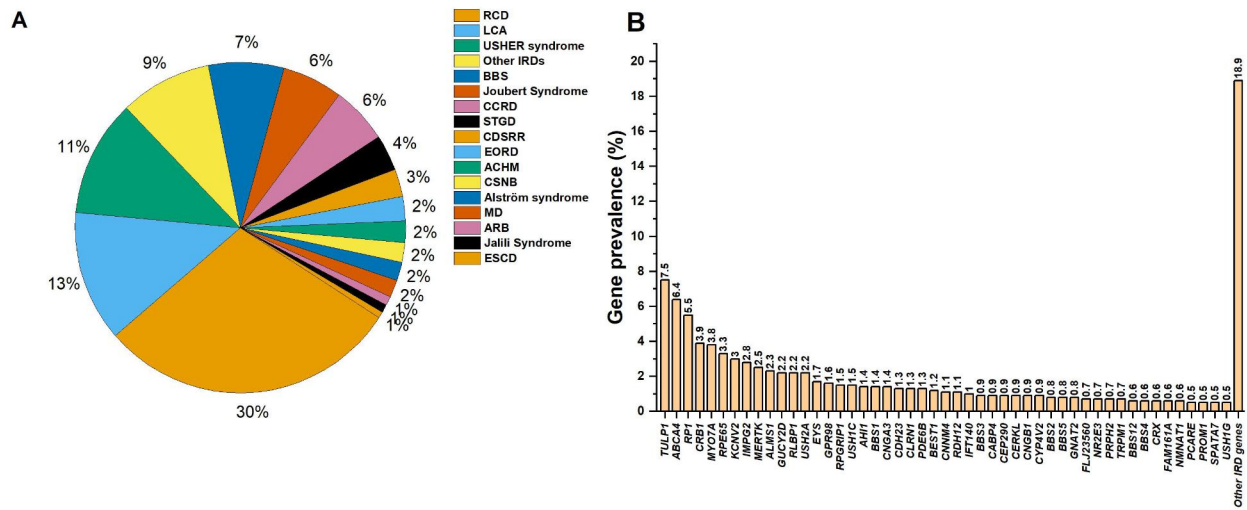 A
7%
6%
6%
4%
3%
2%
2%
2%
2%
2%
1%
1%
30%
13%
11%
9%
RCD
LCA
USHER syndrome
Other IRDs
BBS
Joubert Syndrome
CCRD
STGD
CDSRR
EORD
ACHM
CSNB
Alström syndrome
MD
ARB
Jalili Syndrome
ESCD
B
Gene prevalence (%)
20
18
16
14
12
10
8
6
4
2
0
7.5
6.4
5.5
3.9
3.8
3.3
3
2.8
2.5
2.3
2.2
2.2
2.2
1.7
1.6
1.5
1.5
1.4
1.4
1.4
1.3
1.3
1.3
1.2
1.1
1.1
1
0.9
0.9
0.9
0.9
0.9
0.9
0.8
0.8
0.8
0.7
0.7
0.7
0.7
0.6
0.6
0.6
0.6
0.6
0.5
0.5
0.5
0.5
18.9
TULP1
ABCA4
RP1
CRB1
MYO7A
RPE65
KCNV2
IMPG2
MERTK
ALMS1
GUCY2D
RLBP1
USH2A
EYS
GPR98
RPGRIP1
USH1C
AHI1
BBS1
CNGA3
CDH23
CLRN1
PDE6B
BEST1
CNNM4
RDH12
IFT140
BBS3
CABP4
CEP290
CERKL
CNGB1
CYP4V2
BBS2
BBS5
GNAT2
FLJ23560
NR2E3
PRPH2
TRPM1
BBS12
BBS4
CRX
FAM161A
NMNAT1
PCARE
PROM1
SPATA7
USH1G
Other IRD genes